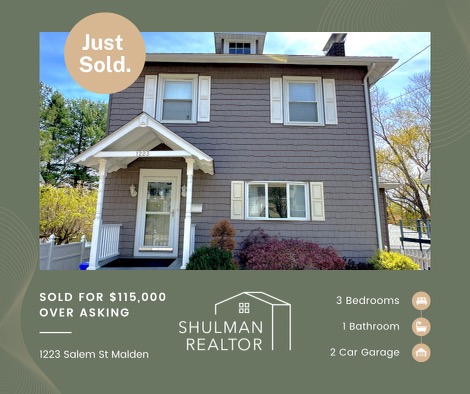 Just
Sold.
1223
SOLD FOR $115,000
OVER ASKING
1223 Salem St Malden
SHULMAN
REALTOR
3 Bedrooms
1 Bathroom
2 Car Garage